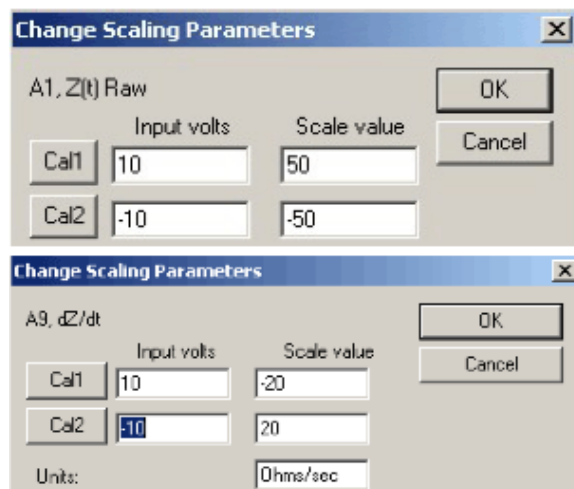 Change Scaling Parameters
A1, Z(t) Raw
OK
Input volts Scale value
Cancel
Cal1 10 50
Cal2 -10 -50
Change Scaling Parameters
A9, dZ/dt
OK
Input volts Scale value
Cancel
Cal1 10 -20
Cal2 -10 20
Units: Ohms/sec